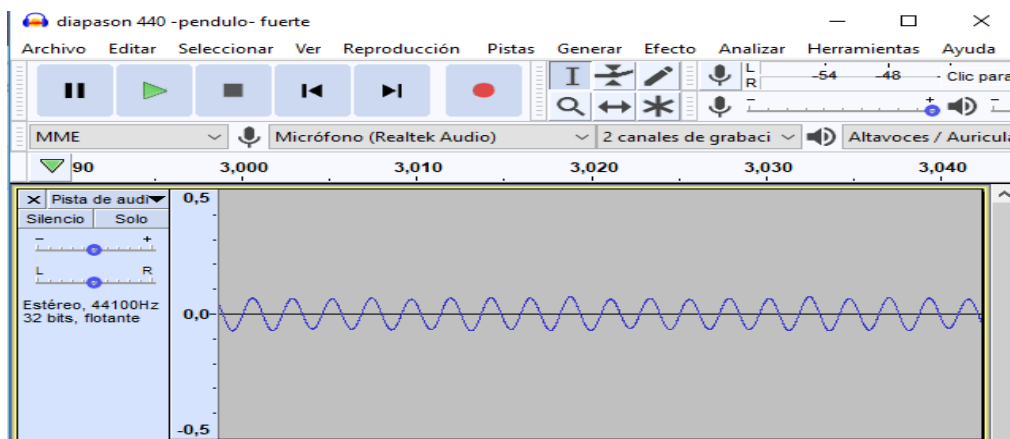 diapason 440 -pendulo- fuerte
Archivo Editar Seleccionar Ver Reproducción Pistas Generar Efecto Analizar Herramientas Ayuda
L
R
-54 -48 Clic para
MME Micrófono (Realtek Audio) 2 canales de grabaci Altavoces / Auricula
90 3,000 3,010 3,020 3,030 3,040
Pista de audi 0,5
Silencio Solo
- +
L R
Estéreo, 44100Hz
32 bits, flotante
0,0
-0,5